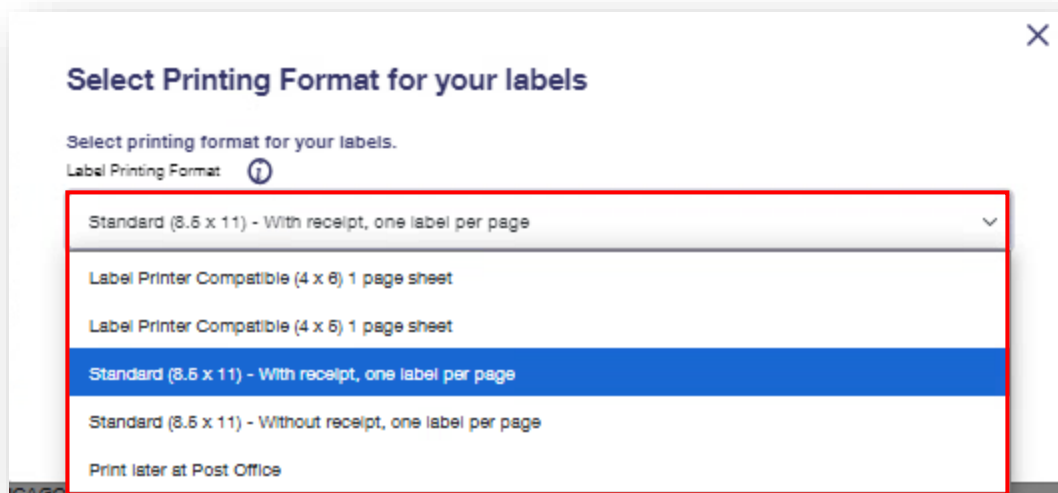 Select Printing Format for your labels
Select printing format for your labels.
Label Printing Format
Standard (8.5 x 11) - With receipt, one label per page
Label Printer Compatible (4 x 6) 1 page sheet
Label Printer Compatible (4 x 5) 1 page sheet
Standard (8.5 x 11) - With receipt, one label per page
Standard (8.5 x 11) - Without receipt, one label per page
Print later at Post Office